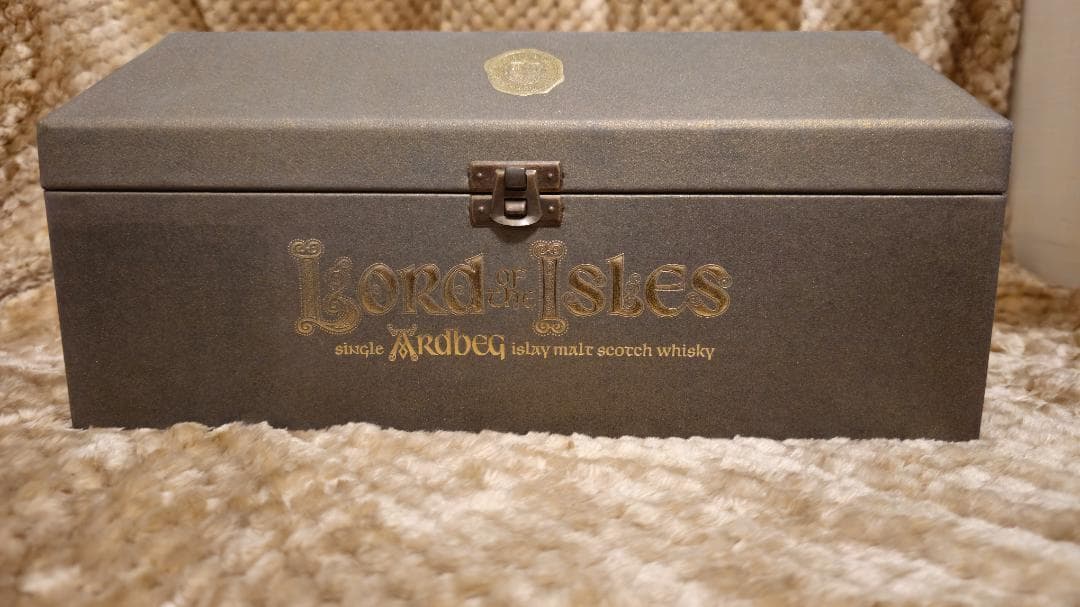 Lord of the Isles
single Ardbeg islay malt scotch whisky